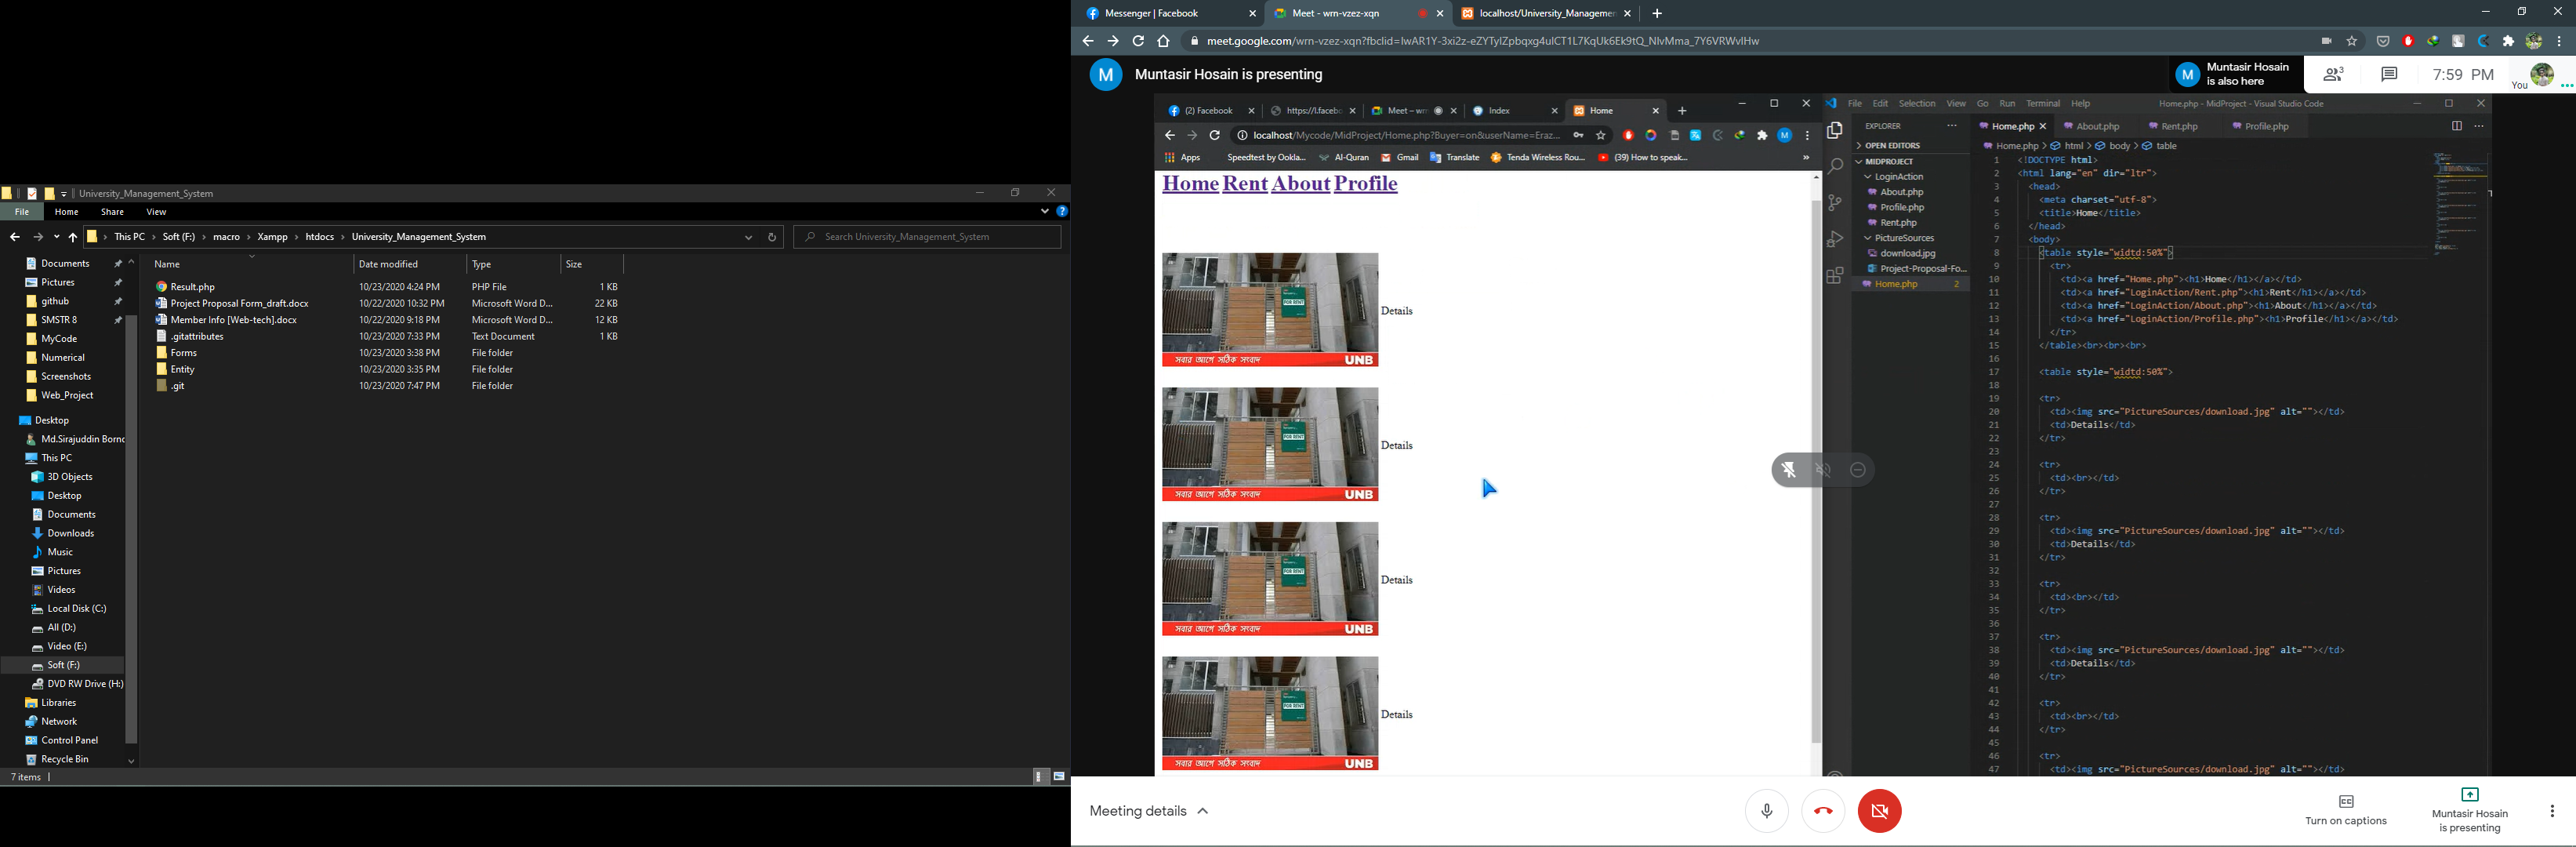 University_Management_System
File Home Share View
This PC > Soft (F:) > macro > Xampp > htdocs > University_Management_System
Search University_Management_System
Name Date modified Type Size
Result.php 10/23/2020 4:24 PM PHP File 1 KB
Project Proposal Form_draft.docx 10/22/2020 10:32 PM Microsoft Word D... 22 KB
Member Info [Web-tech].docx 10/22/2020 9:18 PM Microsoft Word D... 12 KB
.gitattributes 10/23/2020 7:33 PM Text Document 1 KB
Forms 10/23/2020 3:38 PM File folder
Entity 10/23/2020 3:35 PM File folder
.git 10/23/2020 7:47 PM File folder
Documents
Pictures
github
SMSTR 8
MyCode
Numerical
Screenshots
Web_Project
Desktop
Md.Sirajuddin Bornc
This PC
3D Objects
Desktop
Documents
Downloads
Music
Pictures
Videos
Local Disk (C:)
All (D:)
Video (E:)
Soft (F:)
DVD RW Drive (H:)
Libraries
Network
Control Panel
Recycle Bin
7 items
Messenger | Facebook
Meet - wrn-vzez-xqn
localhost/University_Managemen
M Muntasir Hosain is presenting
M Muntasir Hosain
is also here
3
7:59 PM
You
(2) Facebook
https://l.facebo
Meet – wrn
Index
Home
localhost/Mycode/MidProject/Home.php?Buyer=on&userName=Eraz...
Apps Speedtest by Ookla... Al-Quran Gmail Translate Tenda Wireless Rou... (39) How to speak... »
Home Rent About Profile
FOR RENT
সবার আগে সঠিক সংবাদ UNB
Details
FOR RENT
সবার আগে সঠিক সংবাদ UNB
Details
FOR RENT
সবার আগে সঠিক সংবাদ UNB
Details
FOR RENT
সবার আগে সঠিক সংবাদ UNB
Details
File Edit Selection View Go Run Terminal Help
Home.php - MidProject - Visual Studio Code
EXPLORER
OPEN EDITORS
MIDPROJECT
LoginAction
About.php
Profile.php
Rent.php
PictureSources
download.jpg
Project-Proposal-Fo...
Home.php 2
Home.php About.php Rent.php Profile.php
Home.php > html > body > table
1 <!DOCTYPE html>
2 <html lang="en" dir="ltr">
3 <head>
4 <meta charset="utf-8">
5 <title>Home</title>
6 </head>
7 <body>
8 <table style="widtd:50%">
9 <tr>
10 <td><a href="Home.php"><h1>Home</h1></a></td>
11 <td><a href="LoginAction/Rent.php"><h1>Rent</h1></a></td>
12 <td><a href="LoginAction/About.php"><h1>About</h1></a></td>
13 <td><a href="LoginAction/Profile.php"><h1>Profile</h1></a></td>
14 </tr>
15 </table><br><br><br>
16
17 <table style="widtd:50%">
18
19 <tr>
20 <td><img src="PictureSources/download.jpg" alt=""></td>
21 <td>Details</td>
22 </tr>
23
24 <tr>
25 <td><br></td>
26 </tr>
27
28 <tr>
29 <td><img src="PictureSources/download.jpg" alt=""></td>
30 <td>Details</td>
31 </tr>
32
33 <tr>
34 <td><br></td>
35 </tr>
36
37 <tr>
38 <td><img src="PictureSources/download.jpg" alt=""></td>
39 <td>Details</td>
40 </tr>
41
42 <tr>
43 <td><br></td>
44 </tr>
45
46 <tr>
47 <td><img src="PictureSources/download.jpg" alt=""></td>
Meeting details
Turn on captions
Muntasir Hosain
is presenting